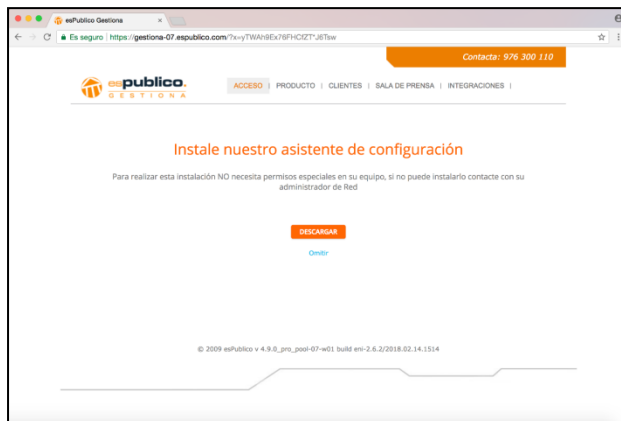 esPublico Gestiona
Es seguro | https://gestiona-07.espublico.com/?x=yTWAh9Ex76FHCfZT*J6Tsw
Contacta: 976 300 110
espublico.
GESTIONA
ACCESO | PRODUCTO | CLIENTES | SALA DE PRENSA | INTEGRACIONES |
Instale nuestro asistente de configuración
Para realizar esta instalación NO necesita permisos especiales en su equipo, si no puede instalarlo contacte con su
administrador de Red
DESCARGAR
Omitir
© 2009 esPublico v 4.9.0_pro_pool-07-w01 build eni-2.6.2/2018.02.14.1514